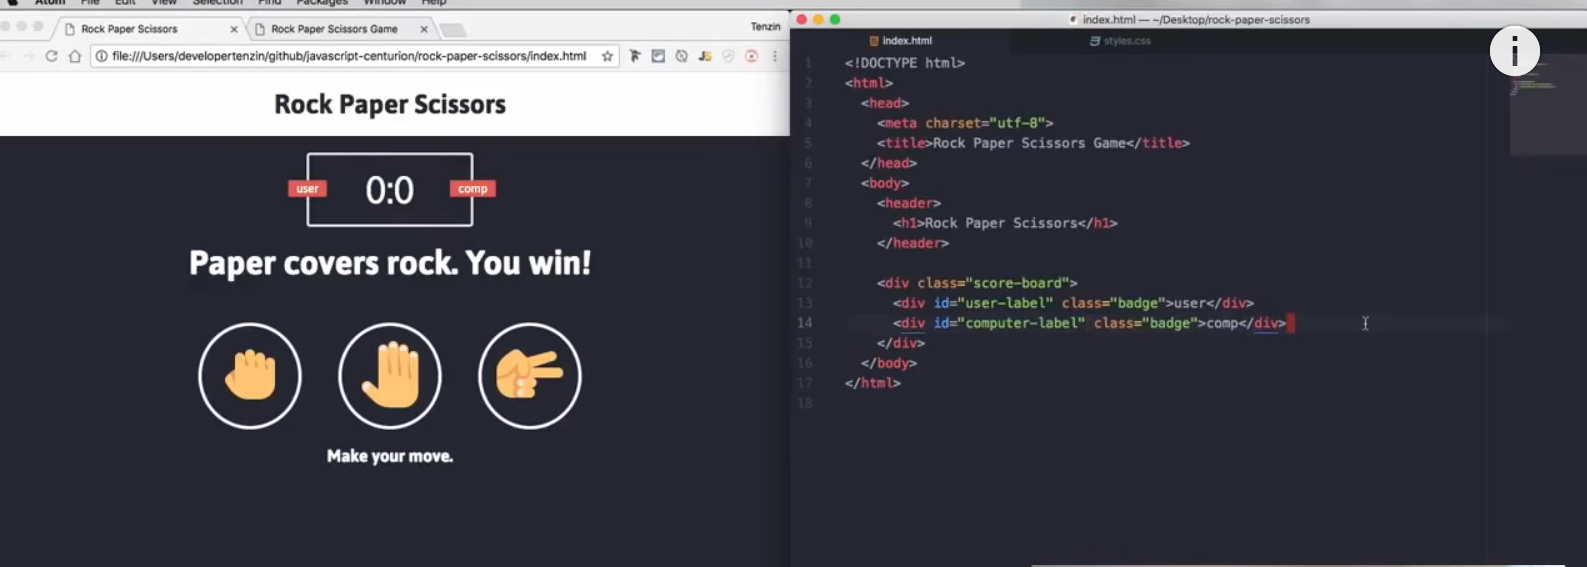 Atom File Edit View Selection Find Packages Window Help
Rock Paper Scissors
Rock Paper Scissors Game
Tenzin
file:///Users/developertenzin/github/javascript-centurion/rock-paper-scissors/index.html
JS
Rock Paper Scissors
user
0:0
comp
Paper covers rock. You win!
Make your move.
index.html — ~/Desktop/rock-paper-scissors
index.html
styles.css
i
1 <!DOCTYPE html>
2 <html>
3 <head>
4 <meta charset="utf-8">
5 <title>Rock Paper Scissors Game</title>
6 </head>
7 <body>
8 <header>
9 <h1>Rock Paper Scissors</h1>
10 </header>
11
12 <div class="score-board">
13 <div id="user-label" class="badge">user</div>
14 <div id="computer-label" class="badge">comp</div>
15 </div>
16 </body>
17 </html>
18